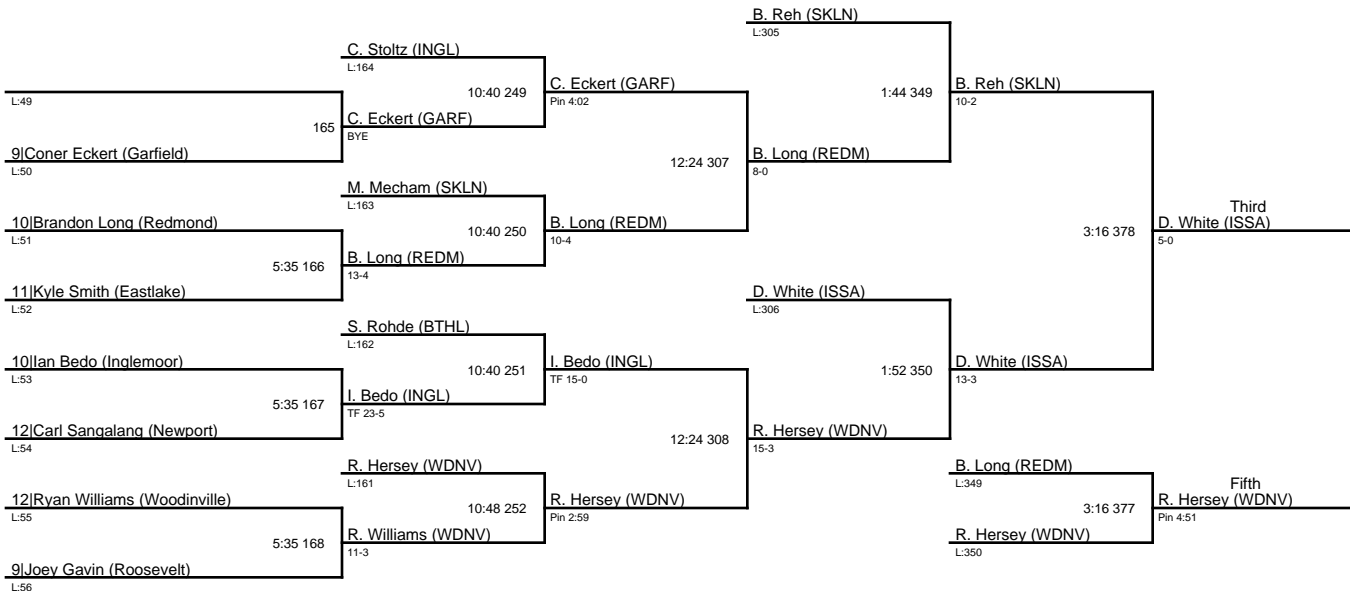 B. Reh (SKLN)
L:305
C. Stoltz (INGL)
L:164
10:40 249
C. Eckert (GARF)
Pin 4:02
1:44 349
B. Reh (SKLN)
10-2
L:49
165
C. Eckert (GARF)
BYE
9|Coner Eckert (Garfield)
L:50
12:24 307
B. Long (REDM)
8-0
M. Mecham (SKLN)
L:163
10|Brandon Long (Redmond)
L:51
10:40 250
B. Long (REDM)
10-4
3:16 378
Third
D. White (ISSA)
5-0
5:35 166
B. Long (REDM)
13-4
11|Kyle Smith (Eastlake)
L:52
D. White (ISSA)
L:306
S. Rohde (BTHL)
L:162
10|Ian Bedo (Inglemoor)
L:53
10:40 251
I. Bedo (INGL)
TF 15-0
1:52 350
D. White (ISSA)
13-3
5:35 167
I. Bedo (INGL)
TF 23-5
12|Carl Sangalang (Newport)
L:54
12:24 308
R. Hersey (WDNV)
15-3
R. Hersey (WDNV)
L:161
B. Long (REDM)
L:349
12|Ryan Williams (Woodinville)
L:55
10:48 252
R. Hersey (WDNV)
Pin 2:59
3:16 377
Fifth
R. Hersey (WDNV)
Pin 4:51
5:35 168
R. Williams (WDNV)
11-3
R. Hersey (WDNV)
L:350
9|Joey Gavin (Roosevelt)
L:56